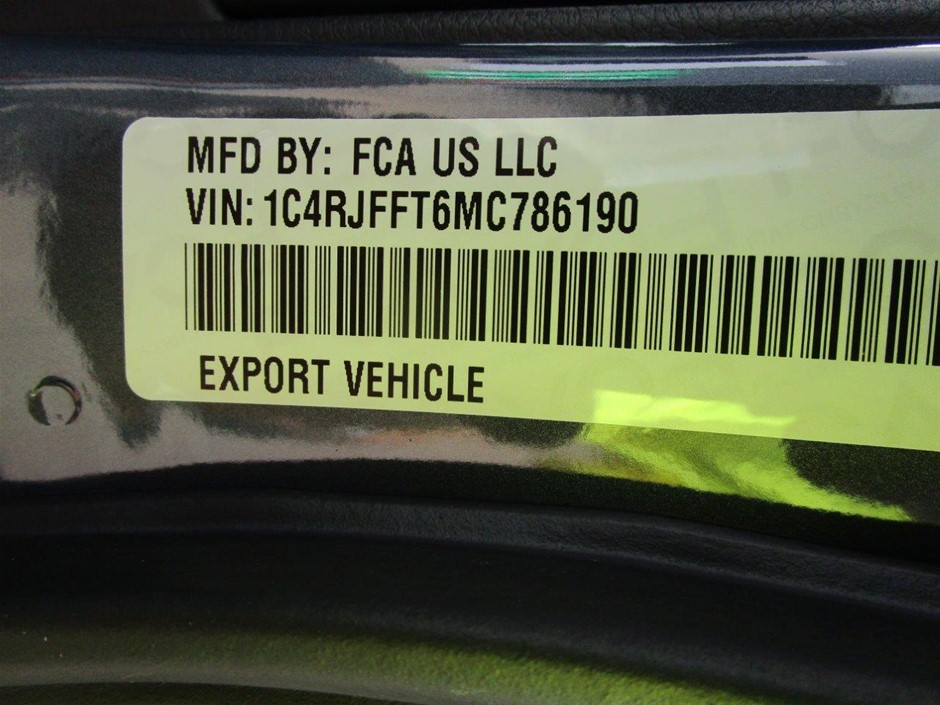 MFD BY: FCA US LLC
VIN: 1C4RJFFT6MC786190
EXPORT VEHICLE